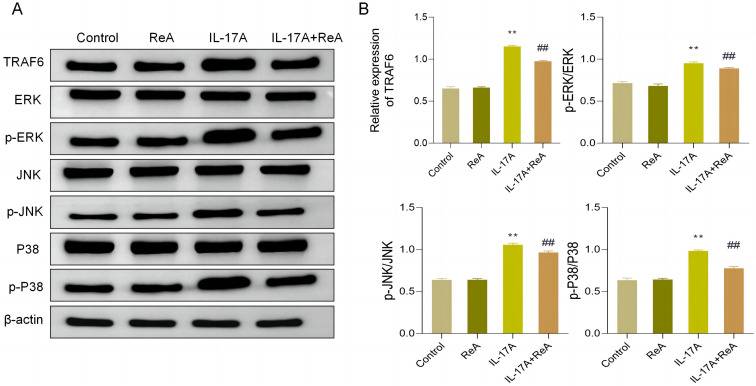 A
Control ReA IL-17A IL-17A+ReA
TRAF6
ERK
p-ERK
JNK
p-JNK
P38
p-P38
β-actin
B
Relative expression
of TRAF6
1.5
1.0
0.5
0.0
**
##
Control
ReA
IL-17A
IL-17A+ReA
p-ERK/ERK
1.5
1.0
0.5
0.0
**
##
Control
ReA
IL-17A
IL-17A+ReA
p-JNK/JNK
1.5
1.0
0.5
0.0
**
##
Control
ReA
IL-17A
IL-17A+ReA
p-P38/P38
1.5
1.0
0.5
0.0
**
##
Control
ReA
IL-17A
IL-17A+ReA